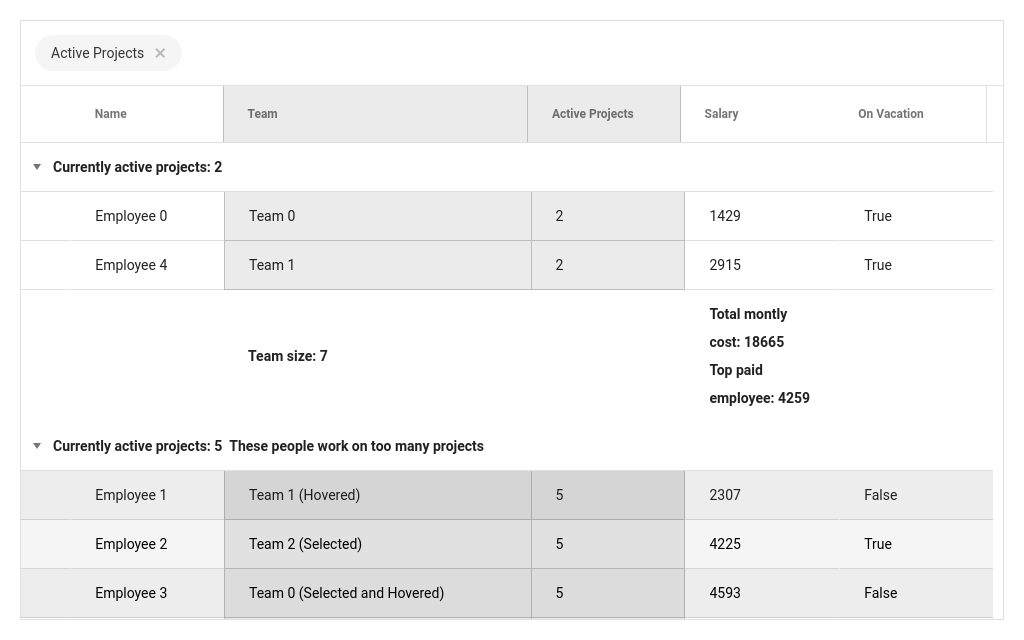 Active Projects
Name Team Active Projects Salary On Vacation
Currently active projects: 2
Employee 0 Team 0 2 1429 True
Employee 4 Team 1 2 2915 True
Total montly
cost: 18665
Team size: 7
Top paid
employee: 4259
Currently active projects: 5 These people work on too many projects
Employee 1 Team 1 (Hovered) 5 2307 False
Employee 2 Team 2 (Selected) 5 4225 True
Employee 3 Team 0 (Selected and Hovered) 5 4593 False